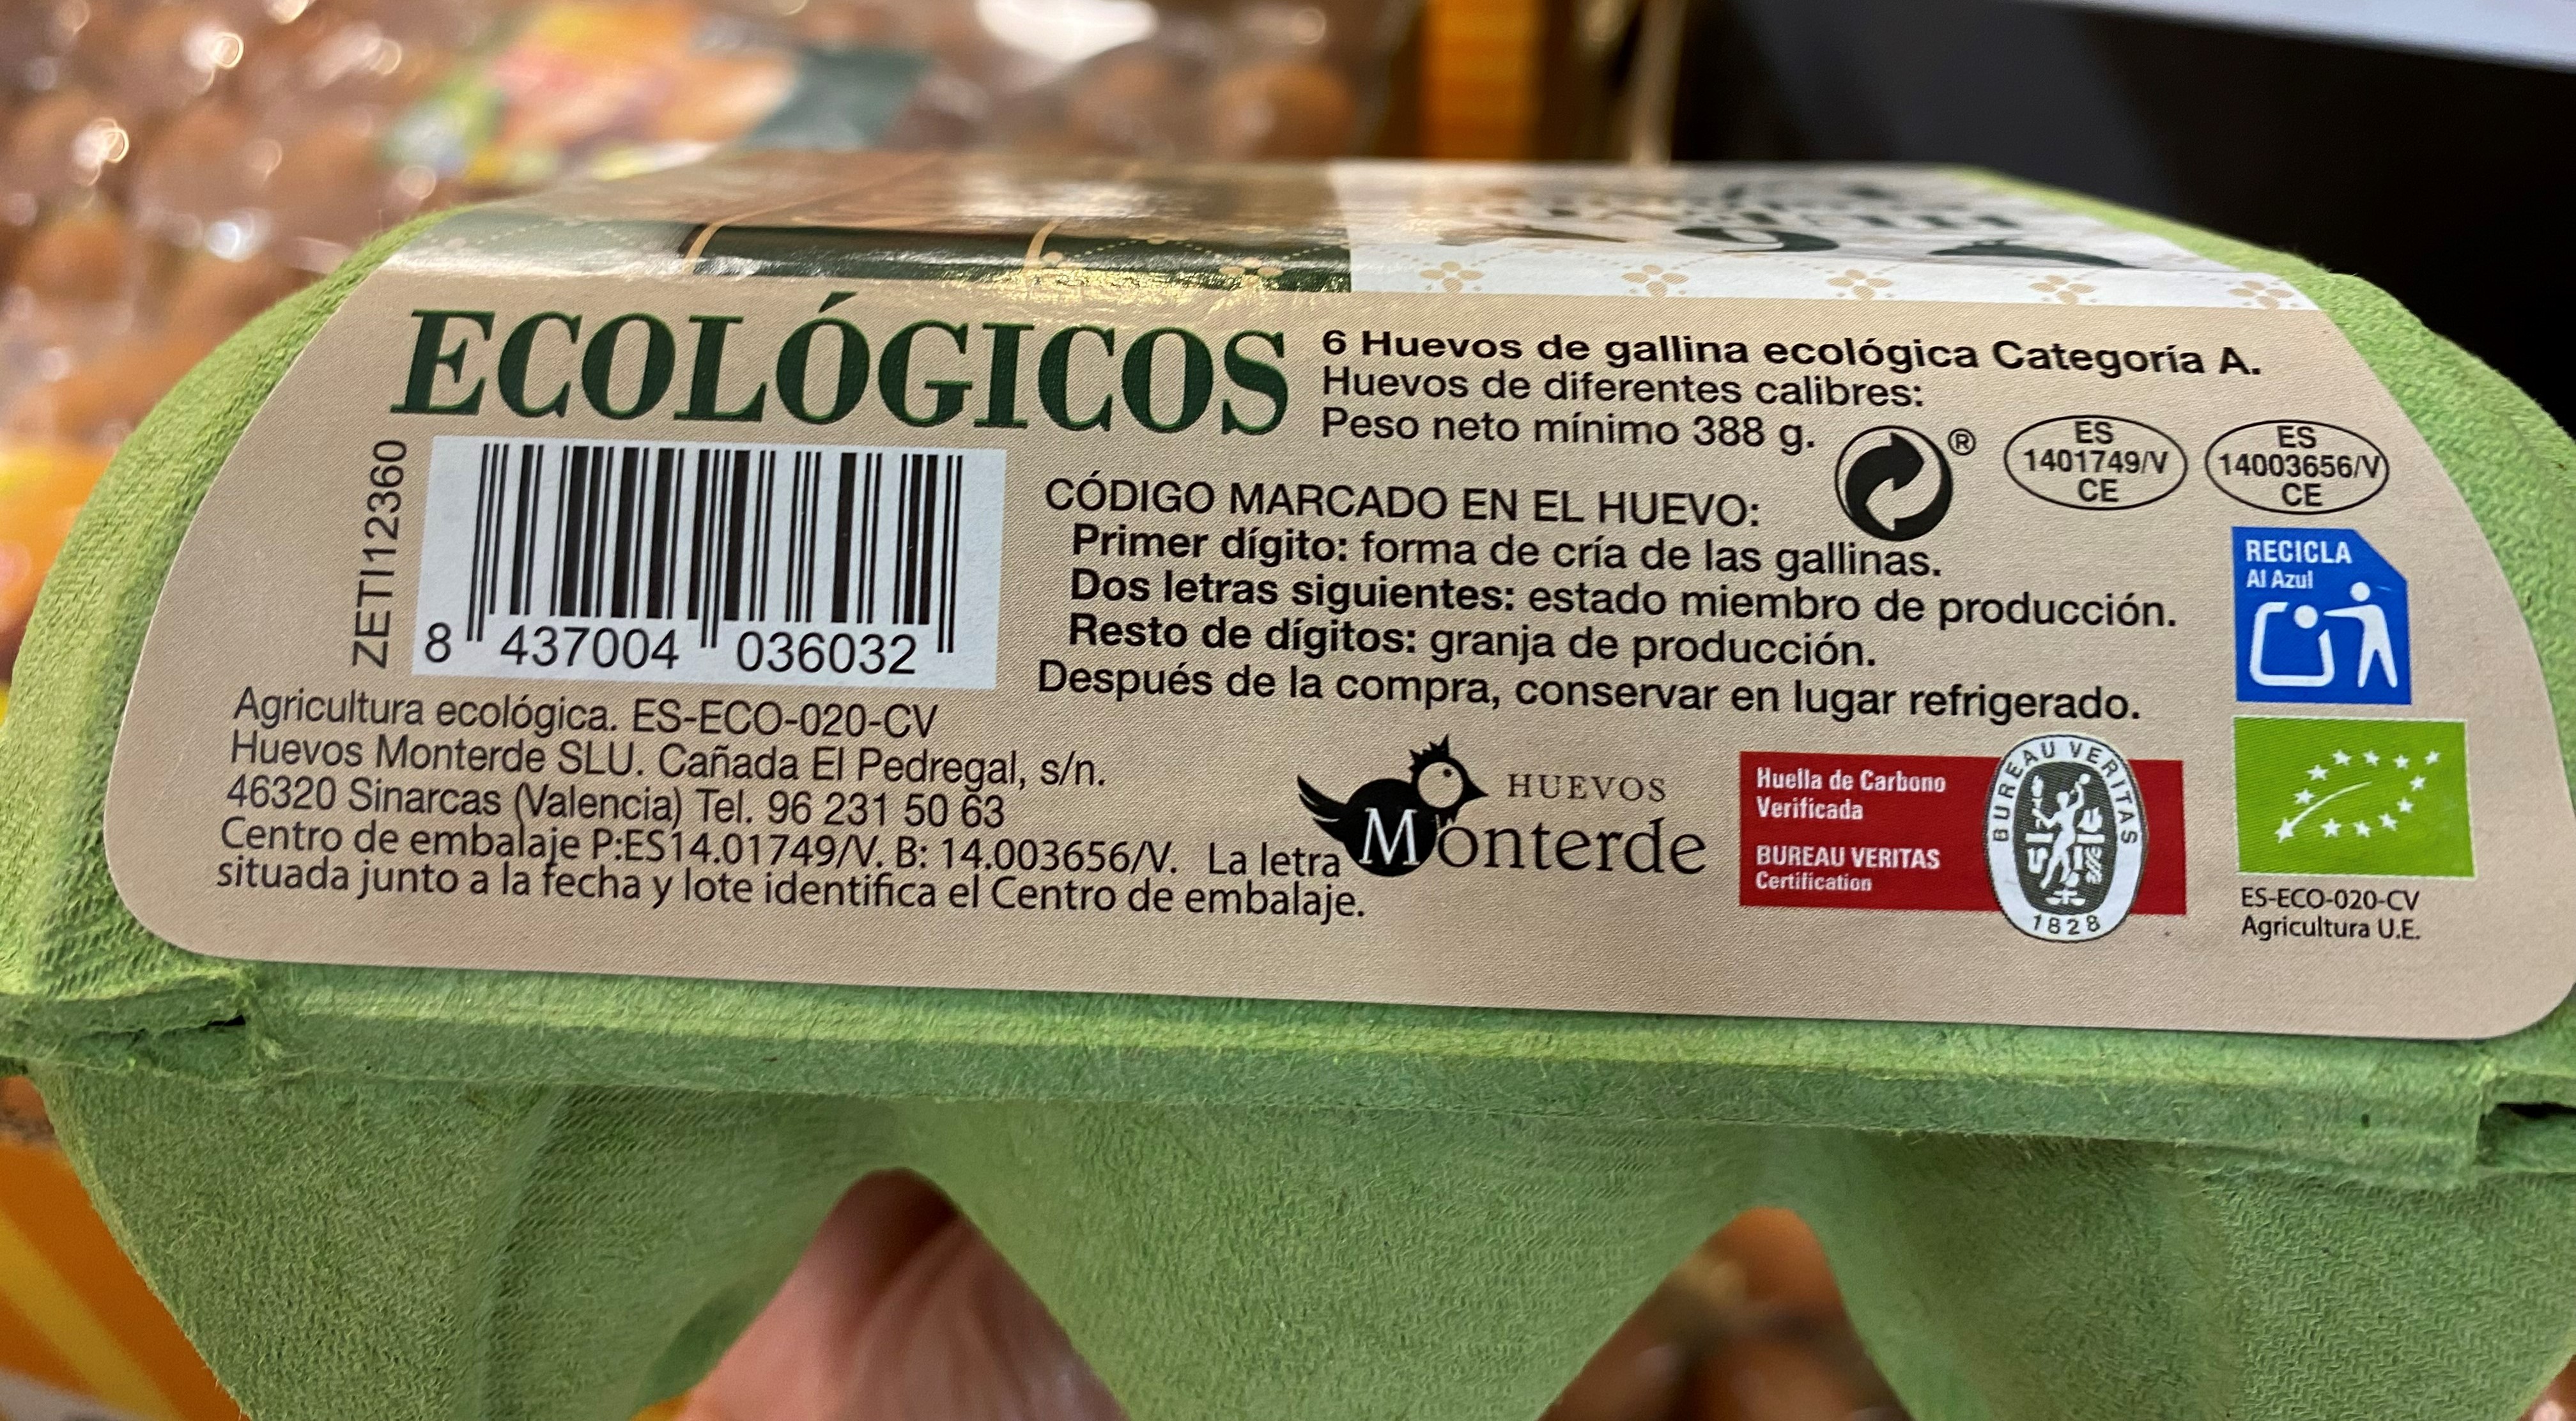 ECOLÓGICOS
6 Huevos de gallina ecológica Categoría A.
Huevos de diferentes calibres:
Peso neto mínimo 388 g.
®
ES
1401749/V
CE
ES
14003656/V
CE
ZETI12360
8 437004 036032
CÓDIGO MARCADO EN EL HUEVO:
Primer dígito: forma de cría de las gallinas.
Dos letras siguientes: estado miembro de producción.
Resto de dígitos: granja de producción.
Después de la compra, conservar en lugar refrigerado.
RECICLA
Al Azul
Agricultura ecológica. ES-ECO-020-CV
Huevos Monterde SLU. Cañada El Pedregal, s/n.
46320 Sinarcas (Valencia) Tel. 96 231 50 63
Centro de embalaje P:ES14.01749/V. B: 14.003656/V. La letra
situada junto a la fecha y lote identifica el Centro de embalaje.
HUEVOS
Monterde
Huella de Carbono
Verificada
BUREAU VERITAS
Certification
BUREAU VERITAS
1828
ES-ECO-020-CV
Agricultura U.E.